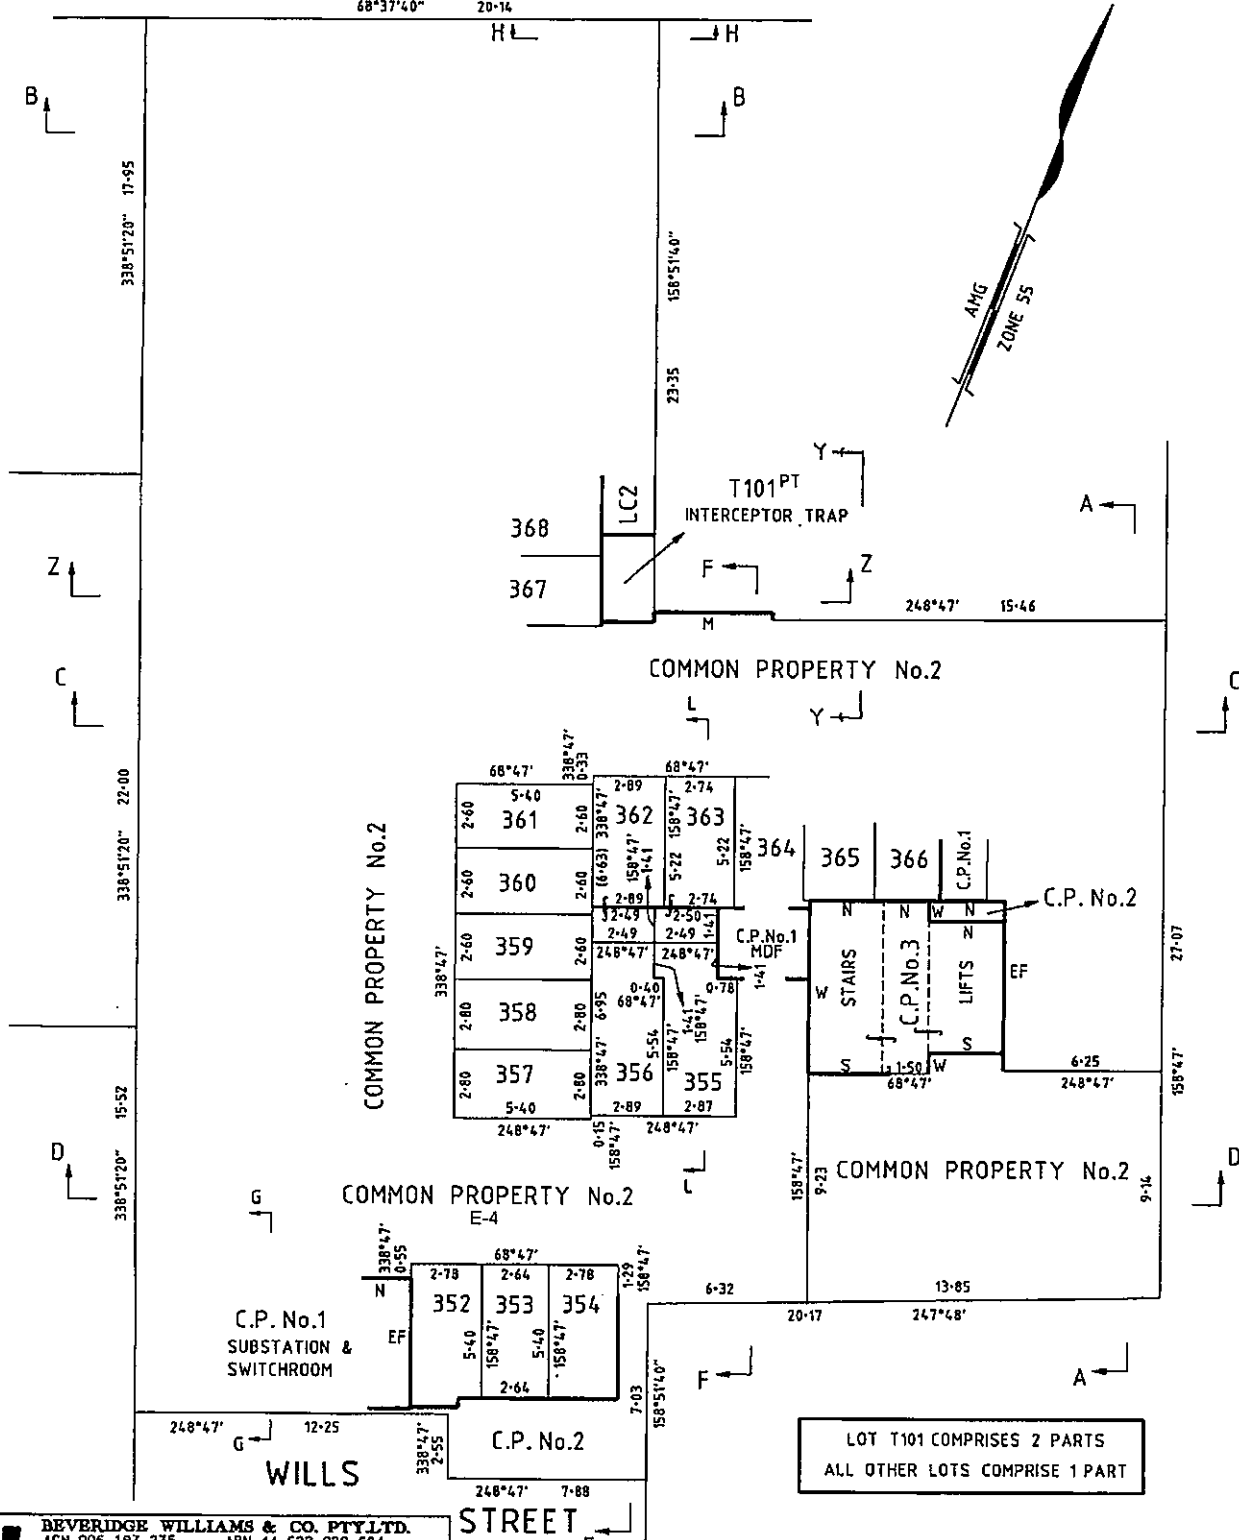 68°37'40" 20·14
H H
B B
338°51'20" 17·95
158°51'40"
23·35
AMG
ZONE 55
Y
T101 PT
INTERCEPTOR TRAP
A
LC2
368
367
Z F Z
248°47' 15·46
M
COMMON PROPERTY No.2
C C
L
Y
338°51'20" 22·00
68°47'
338°47'
0·33
68°47'
5·40
2·89 2·74
2·60 361 2·60
338°47' 362 158°47' 363
(6·63) 158°47' 1·41 5·22 5·22 158°47'
364 365 366 C.P.No.1
2·60 360 2·60
2·89 2·74
2·49 2·50 1·41
2·49 2·49
C.P.No.1
MDF
248°47' 248°47'
1·41
N N W N
C.P. No.2
N
COMMON PROPERTY No.2
338°47'
2·60 359 2·60
2·80 358 2·80
2·80 357 2·80
5·40
248°47'
6·95
338°47'
0·40
68°47'
0·78
1·41
158°47'
5·54
158°47'
5·54
158°47'
356 355
2·89 2·87
0·15
158°47'
248°47'
STAIRS
C.P.No.3
LIFTS
EF
W
S
S 1·50 W
68°47'
6·25
248°47'
27·07
158°47'
338°51'20" 15·52
D D
L
G
COMMON PROPERTY No.2
E-4
158°47'
9·23
COMMON PROPERTY No.2
9·14
338°47'
0·55
68°47'
1·29
158°47'
N
2·78 2·64 2·78
352 353 354
C.P. No.1
SUBSTATION &
SWITCHROOM
EF
5·40
158°47'
5·40
158°47'
2·64
6·32
13·85
20·17 247°48'
F A
7·03
158°51'40"
248°47' 12·25
G
338°47'
2·55
C.P. No.2
WILLS
248°47' 7·88
STREET
LOT T101 COMPRISES 2 PARTS
ALL OTHER LOTS COMPRISE 1 PART
BEVERIDGE WILLIAMS & CO. PTY.LTD.